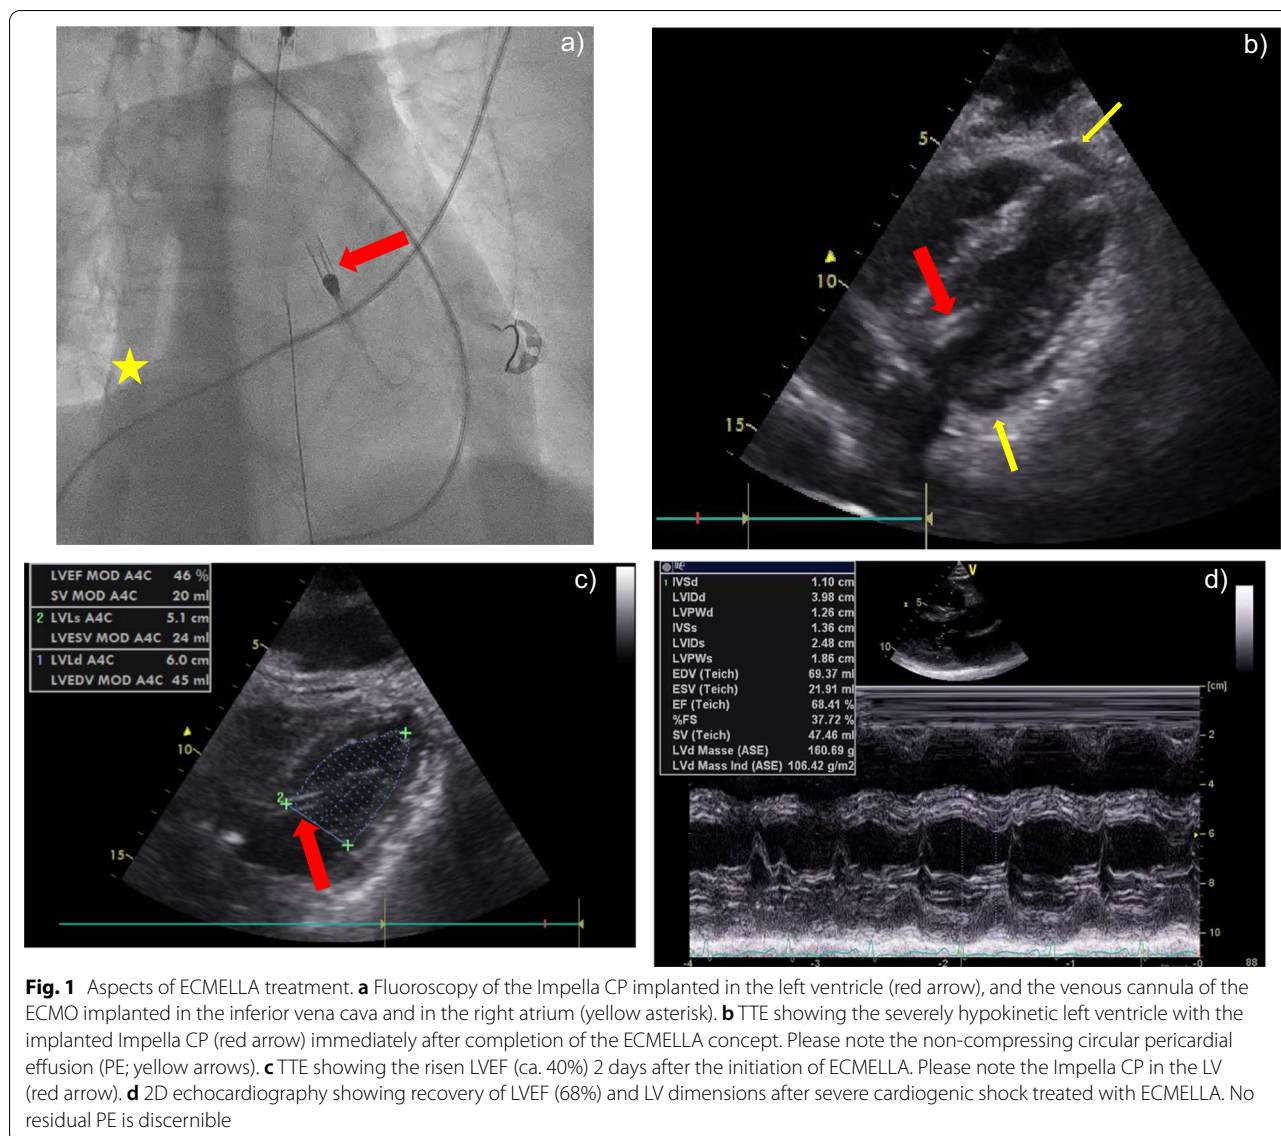 a)
b)
5
10
15
LVEF MOD A4C 46 %
SV MOD A4C 20 ml
2 LVLs A4C 5.1 cm
LVESV MOD A4C 24 ml
1 LVLd A4C 6.0 cm
LVEDV MOD A4C 45 ml
c)
5
10
2
15
1 IVSd 1.10 cm
LVIDd 3.98 cm
LVPWd 1.26 cm
IVSs 1.36 cm
LVIDs 2.48 cm
LVPWs 1.86 cm
EDV (Teich) 69.37 ml
ESV (Teich) 21.91 ml
EF (Teich) 68.41 %
%FS 37.72 %
SV (Teich) 47.46 ml
LVd Masse (ASE) 160.69 g
LVd Mass Ind (ASE) 106.42 g/m2
V
d)
5
10
[cm]
2
4
6
8
10
-4 -3 -2 -1 -0
88
Fig. 1 Aspects of ECMELLA treatment. a Fluoroscopy of the Impella CP implanted in the left ventricle (red arrow), and the venous cannula of the
ECMO implanted in the inferior vena cava and in the right atrium (yellow asterisk). b TTE showing the severely hypokinetic left ventricle with the
implanted Impella CP (red arrow) immediately after completion of the ECMELLA concept. Please note the non-compressing circular pericardial
effusion (PE; yellow arrows). c TTE showing the risen LVEF (ca. 40%) 2 days after the initiation of ECMELLA. Please note the Impella CP in the LV
(red arrow). d 2D echocardiography showing recovery of LVEF (68%) and LV dimensions after severe cardiogenic shock treated with ECMELLA. No
residual PE is discernible